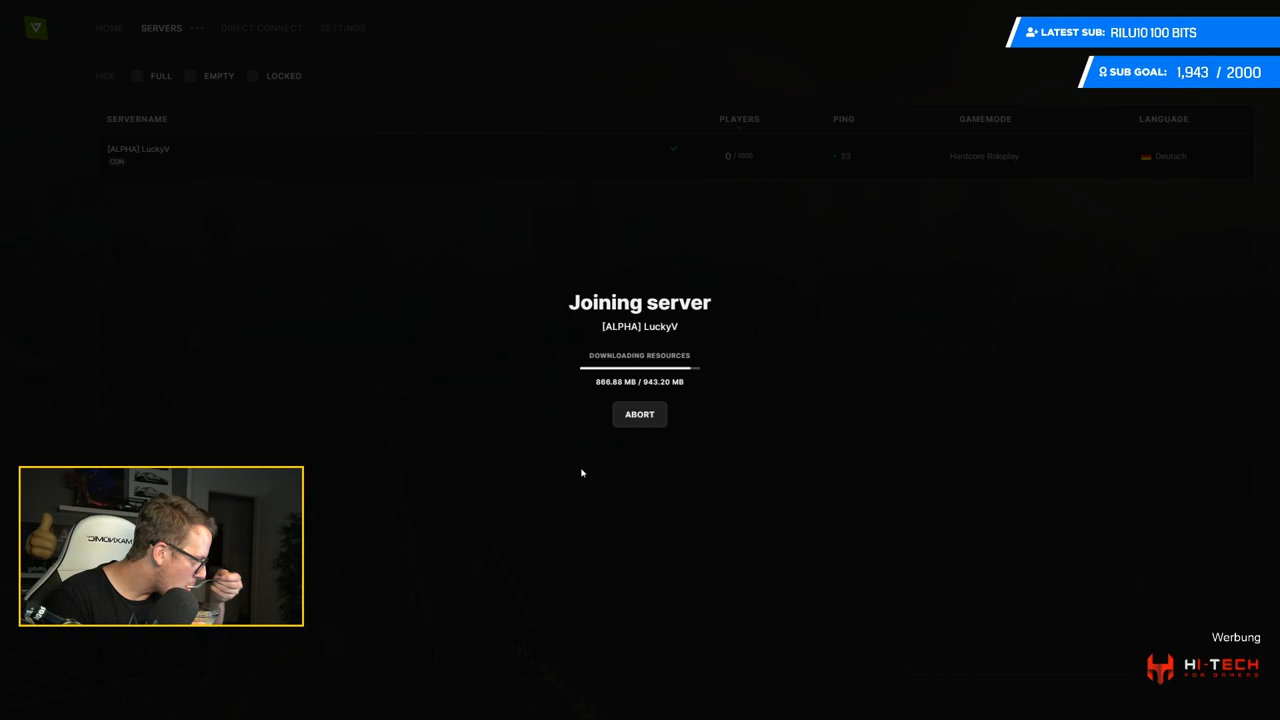 HOME SERVERS ••• DIRECT CONNECT SETTINGS
LATEST SUB: RILU10 100 BITS
SUB GOAL: 1,943 / 2000
HIDE FULL EMPTY LOCKED
SERVERNAME PLAYERS PING GAMEMODE LANGUAGE
[ALPHA] LuckyV
CDN
0 / 1000 23 Hardcore Roleplay Deutsch
Joining server
[ALPHA] LuckyV
DOWNLOADING RESOURCES
866.88 MB / 943.20 MB
ABORT
MAXNOMIC
Werbung
HI-TECH
FOR GAMERS